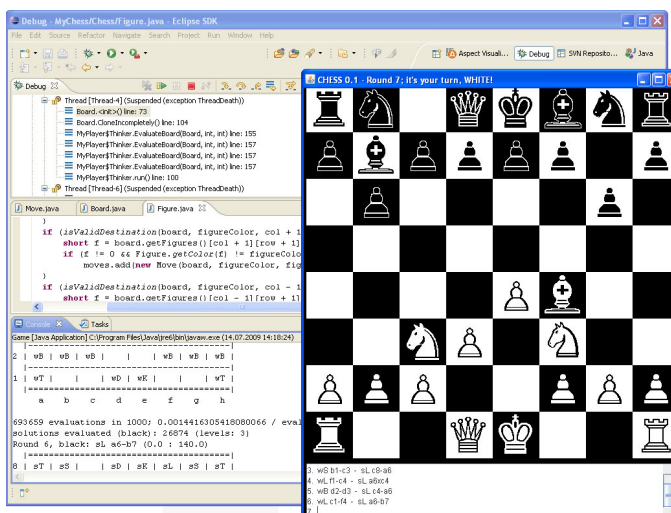 Debug - MyChess/Chess/Figure.java - Eclipse SDK
File Edit Source Refactor Navigate Search Project Run Window Help
Aspect Visuali... Debug SVN Reposito... Java
Debug
Thread [Thread-4] (Suspended (exception ThreadDeath))
Board.<init>() line: 73
Board.CloneIncompletely() line: 104
MyPlayer$Thinker.EvaluateBoard(Board, int, int) line: 155
MyPlayer$Thinker.EvaluateBoard(Board, int, int) line: 157
MyPlayer$Thinker.EvaluateBoard(Board, int, int) line: 157
MyPlayer$Thinker.EvaluateBoard(Board, int, int) line: 157
MyPlayer$Thinker.run() line: 100
Thread [Thread-6] (Suspended (exception ThreadDeath))
Move.java Board.java Figure.java
}
if (isValidDestination(board, figureColor, col + 1
short f = board.getFigures()[col + 1][row + 1]
if (f != 0 && Figure.getColor(f) != figureColo
moves.add(new Move(board, figureColor, fig
}
if (isValidDestination(board, figureColor, col - 1
short f = board.getFigures()[col - 1][row + 1]
Console Tasks
Game [Java Application] C:\Program Files\Java\jre6\bin\javaw.exe (14.07.2009 14:18:24)
|---------------------------------------|
2 | wB | wB | wB | | | wB | wB | wB |
|---------------------------------------|
1 | wT | | | wD | wK | | | wT |
|=======================================|
a b c d e f g h
693659 evaluations in 1000; 0.0014416305418080066 / eval
solutions evaluated (black): 26874 (levels: 3)
Round 6, black: sL a6-b7 (0.0 : 140.0)
|=======================================|
8 | sT | sS | | sD | sK | sL | sS | sT |
CHESS 0.1 - Round 7; it's your turn, WHITE!
3. wS b1-c3 - sL c8-a6
4. wL f1-c4 - sL a6xc4
5. wB d2-d3 - sL c4-a6
6. wL c1-f4 - sL a6-b7
7.